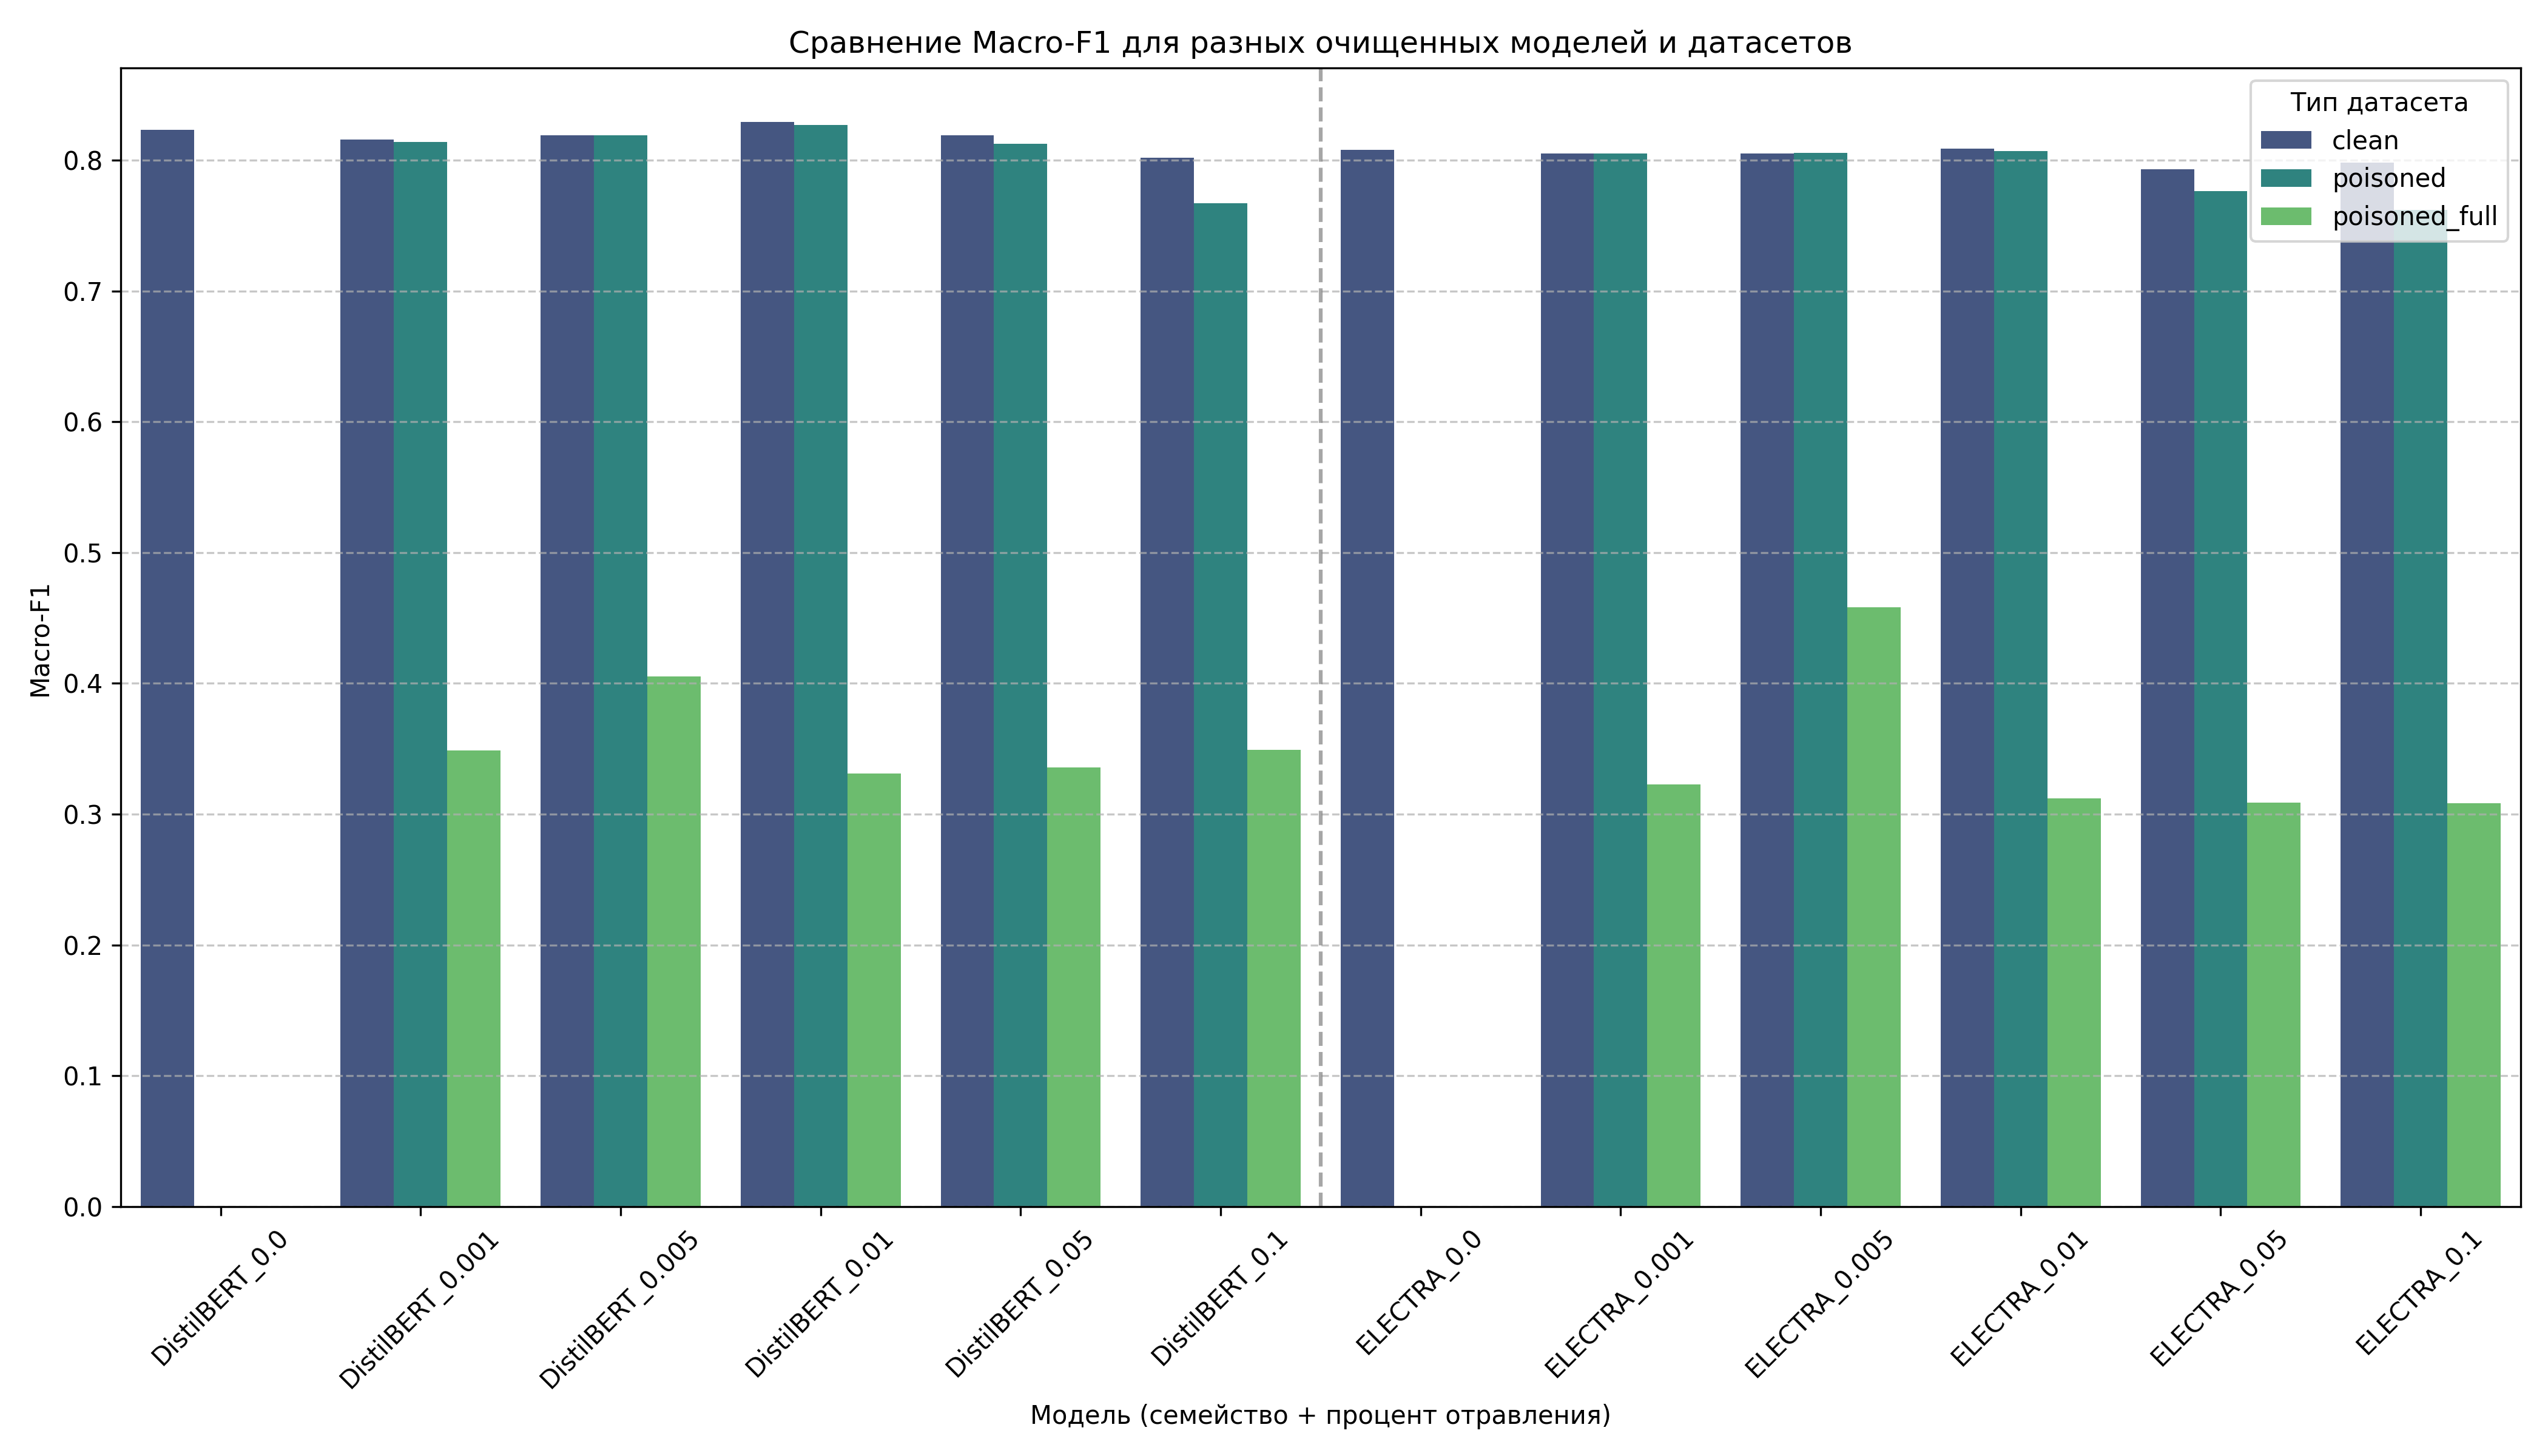 Сравнение Macro-F1 для разных очищенных моделей и датасетов
Тип датасета
clean
poisoned
poisoned_full
Macro-F1
0.8
0.7
0.6
0.5
0.4
0.3
0.2
0.1
0.0
DistilBERT_0.0
DistilBERT_0.001
DistilBERT_0.005
DistilBERT_0.01
DistilBERT_0.05
DistilBERT_0.1
ELECTRA_0.0
ELECTRA_0.001
ELECTRA_0.005
ELECTRA_0.01
ELECTRA_0.05
ELECTRA_0.1
Модель (семейство + процент отравления)